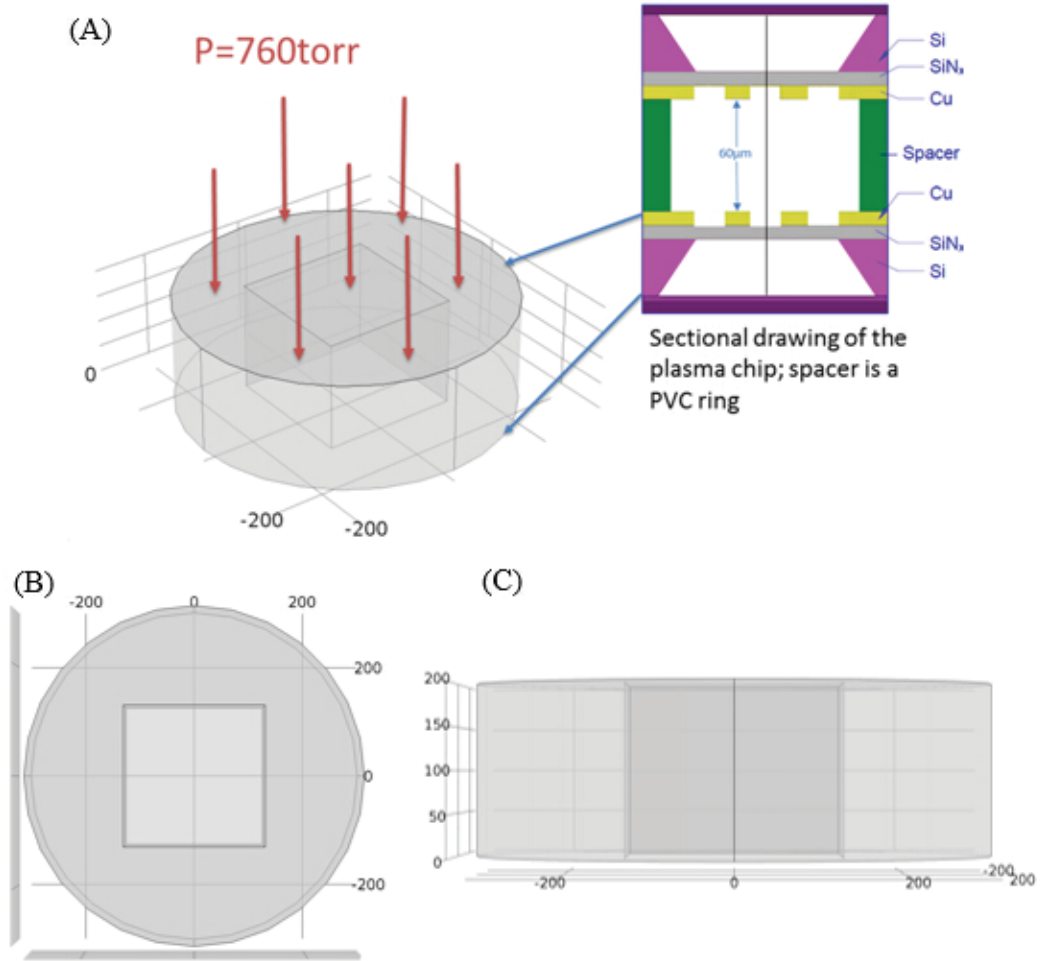 (A)
P=760torr
0
-200
-200
Si
SiNₓ
Cu
60μm
Spacer
Cu
SiNₓ
Si
Sectional drawing of the
plasma chip; spacer is a
PVC ring
(B)
-200
0
200
200
0
-200
(C)
200
150
100
50
0
-200
0
200
-200
200